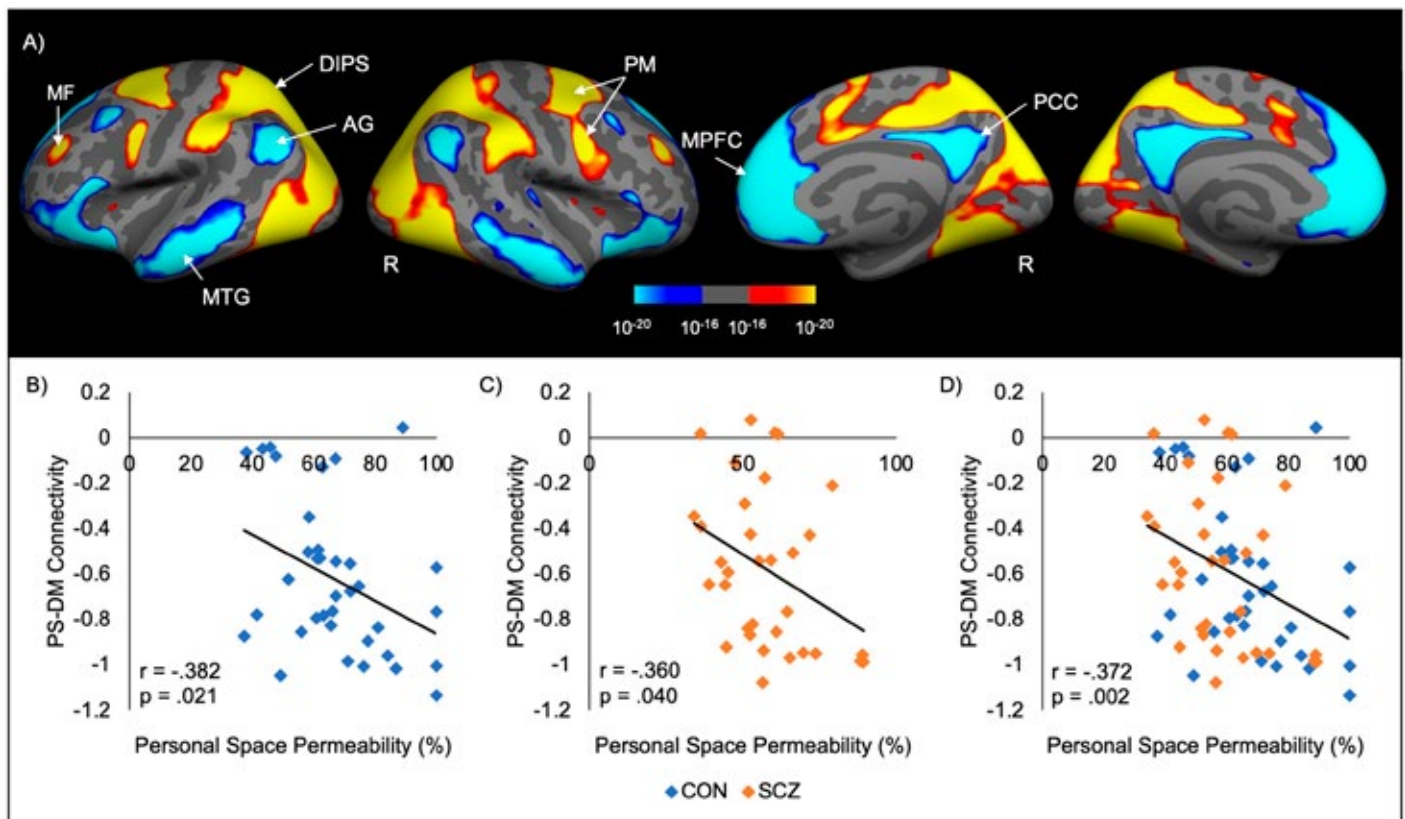 A)
MF
DIPS
AG
MTG
R
PM
MPFC
PCC
R
10-20 10-16 10-16 10-20
B)
0.2
0
-0.2
-0.4
-0.6
-0.8
-1
-1.2
0 20 40 60 80 100
PS-DM Connectivity
r = -.382
p = .021
Personal Space Permeability (%)
C)
0.2
0
-0.2
-0.4
-0.6
-0.8
-1
-1.2
0 50 100
PS-DM Connectivity
r = -.360
p = .040
Personal Space Permeability (%)
D)
0.2
0
-0.2
-0.4
-0.6
-0.8
-1
-1.2
0 20 40 60 80 100
PS-DM Connectivity
r = -.372
p = .002
Personal Space Permeability (%)
CON SCZ